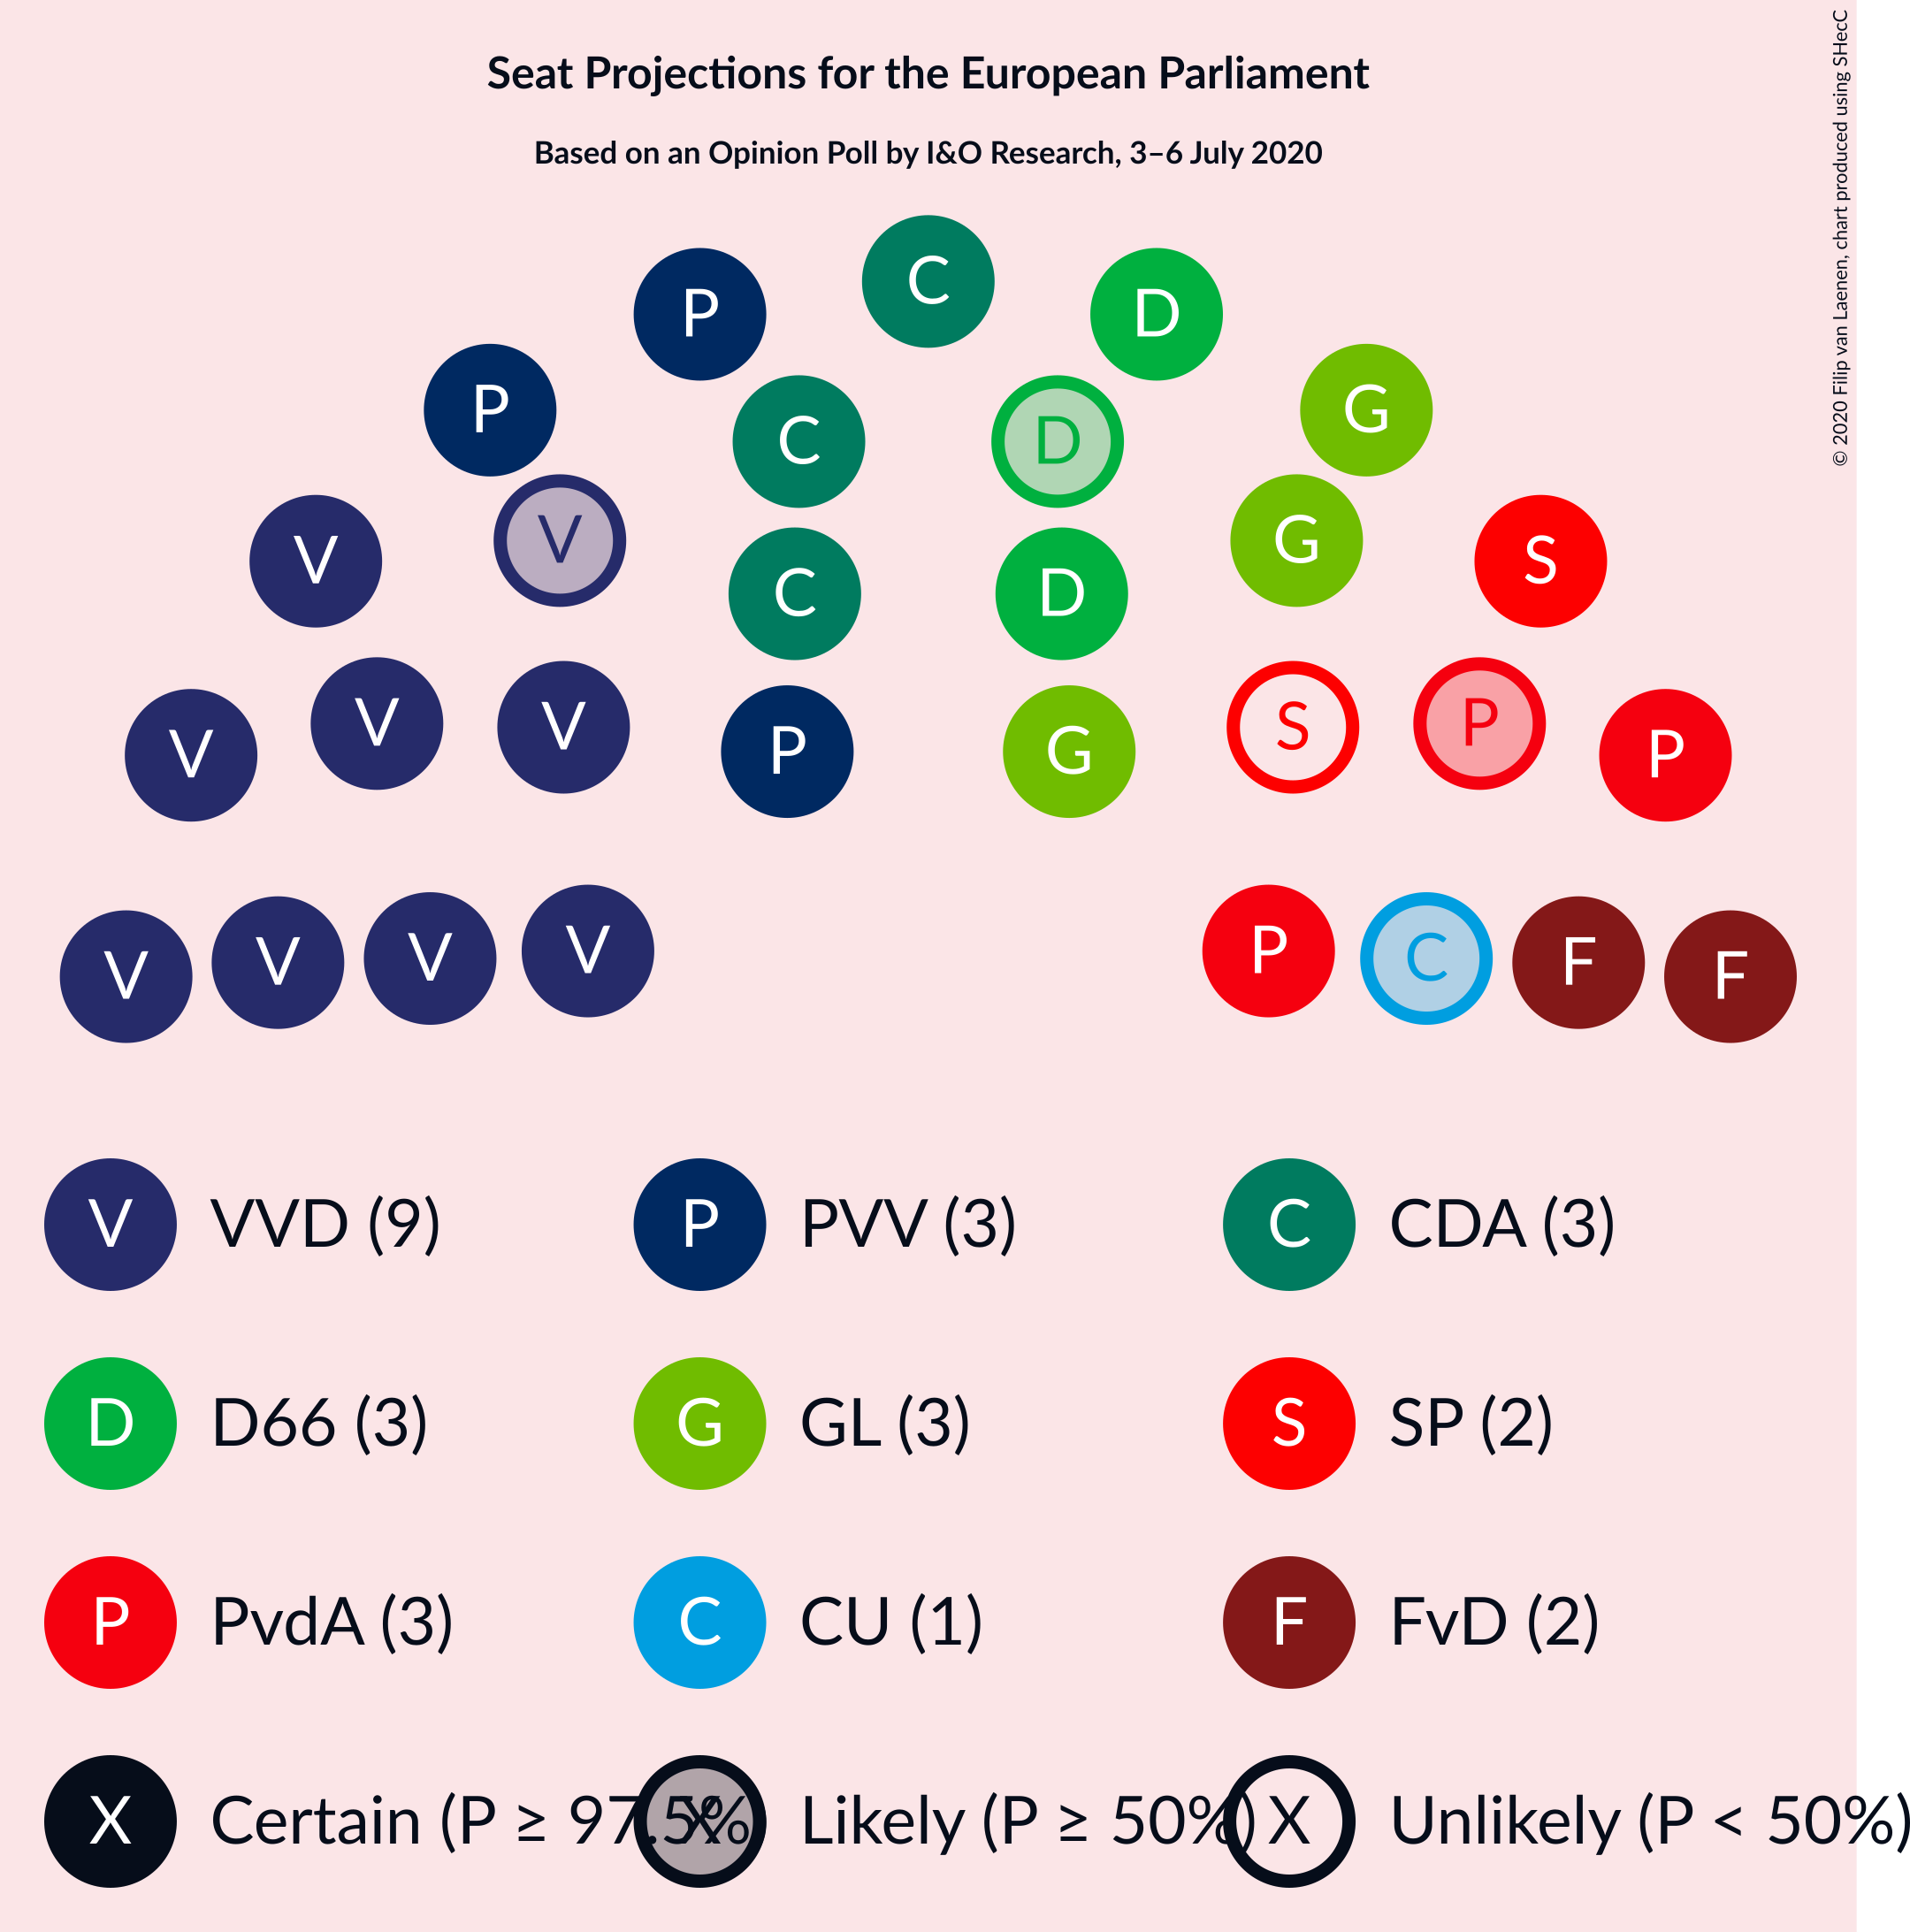 Seat Projections for the European Parliament
Based on an Opinion Poll by I&O Research, 3–6 July 2020
© 2020 Filip van Laenen, chart produced using SHecC
C
P D
P G
C D
V V G S
C D
V V V P G S P P
V V V V P C F F
V VVD (9) P PVV (3) C CDA (3)
D D66 (3) G GL (3) S SP (2)
P PvdA (3) C CU (1) F FvD (2)
X Certain (P ≥ 97.5% X Likely (P ≥ 50%) X Unlikely (P < 50%)